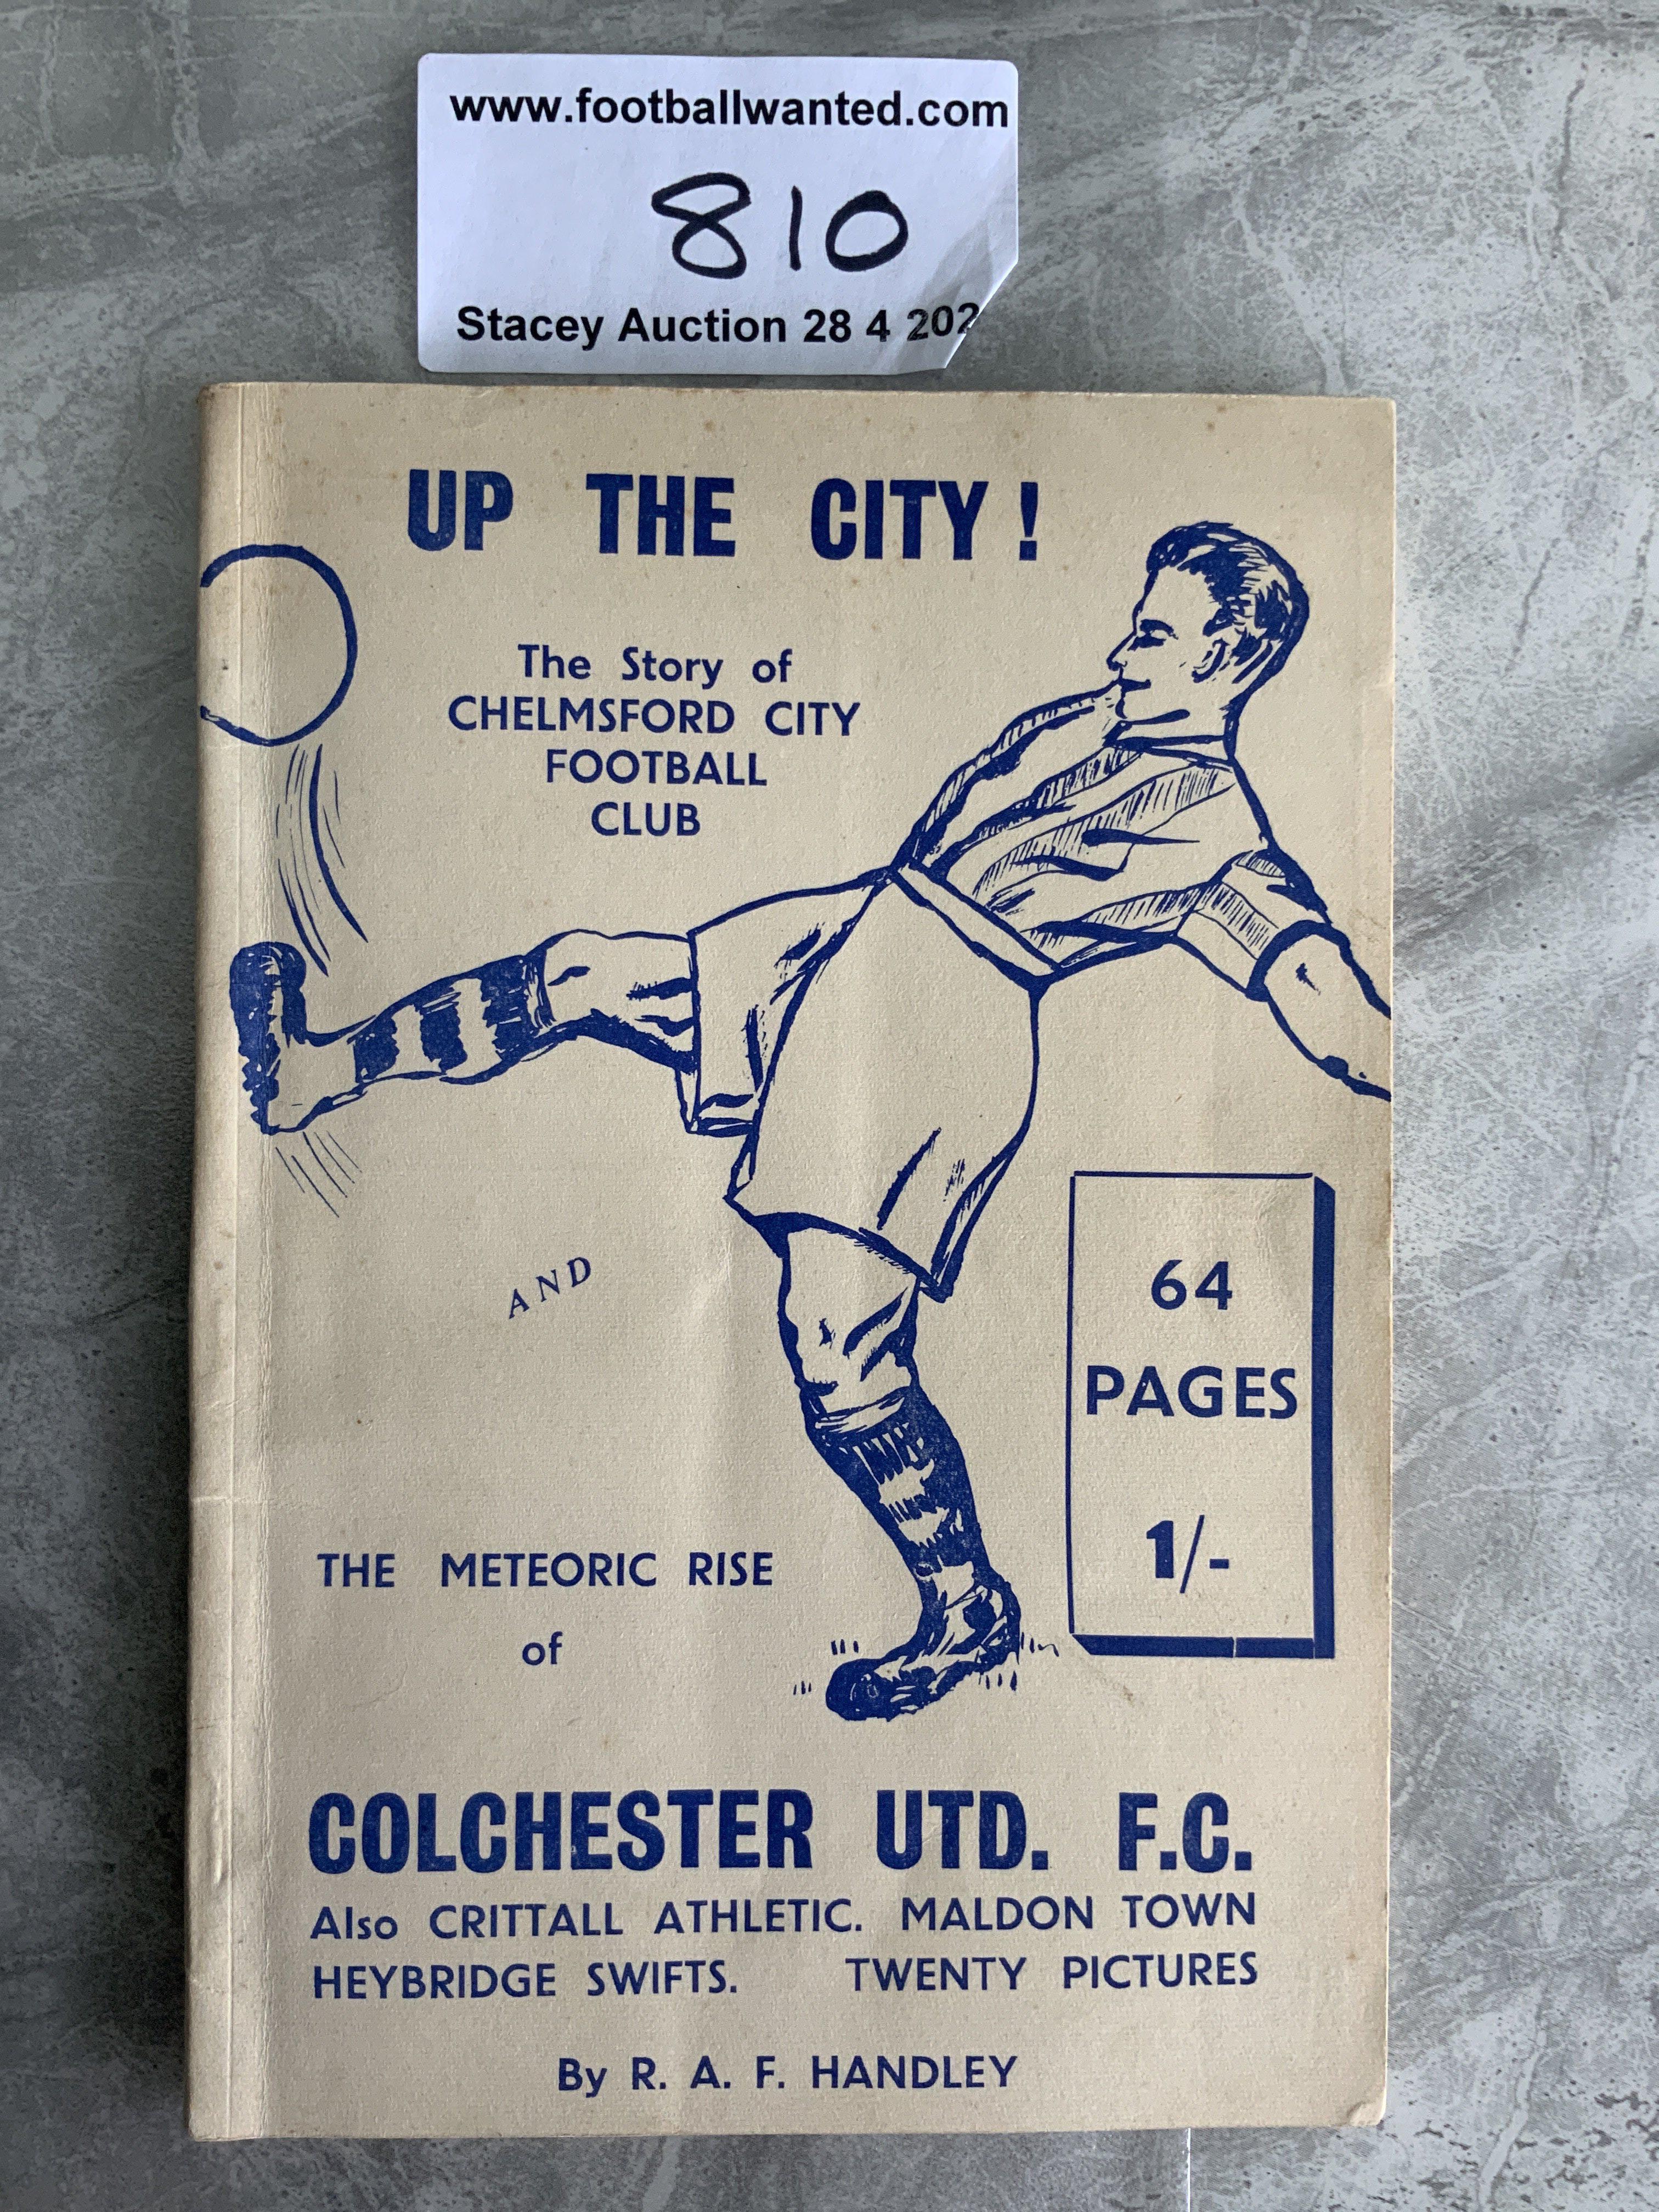 www.footballwanted.com
810
Stacey Auction 28 4 202
UP THE CITY!
The Story of
CHELMSFORD CITY
FOOTBALL
CLUB
AND
64
PAGES
1/-
THE METEORIC RISE
of
COLCHESTER UTD. F.C.
Also CRITTALL ATHLETIC. MALDON TOWN
HEYBRIDGE SWIFTS. TWENTY PICTURES
By R. A. F. HANDLEY